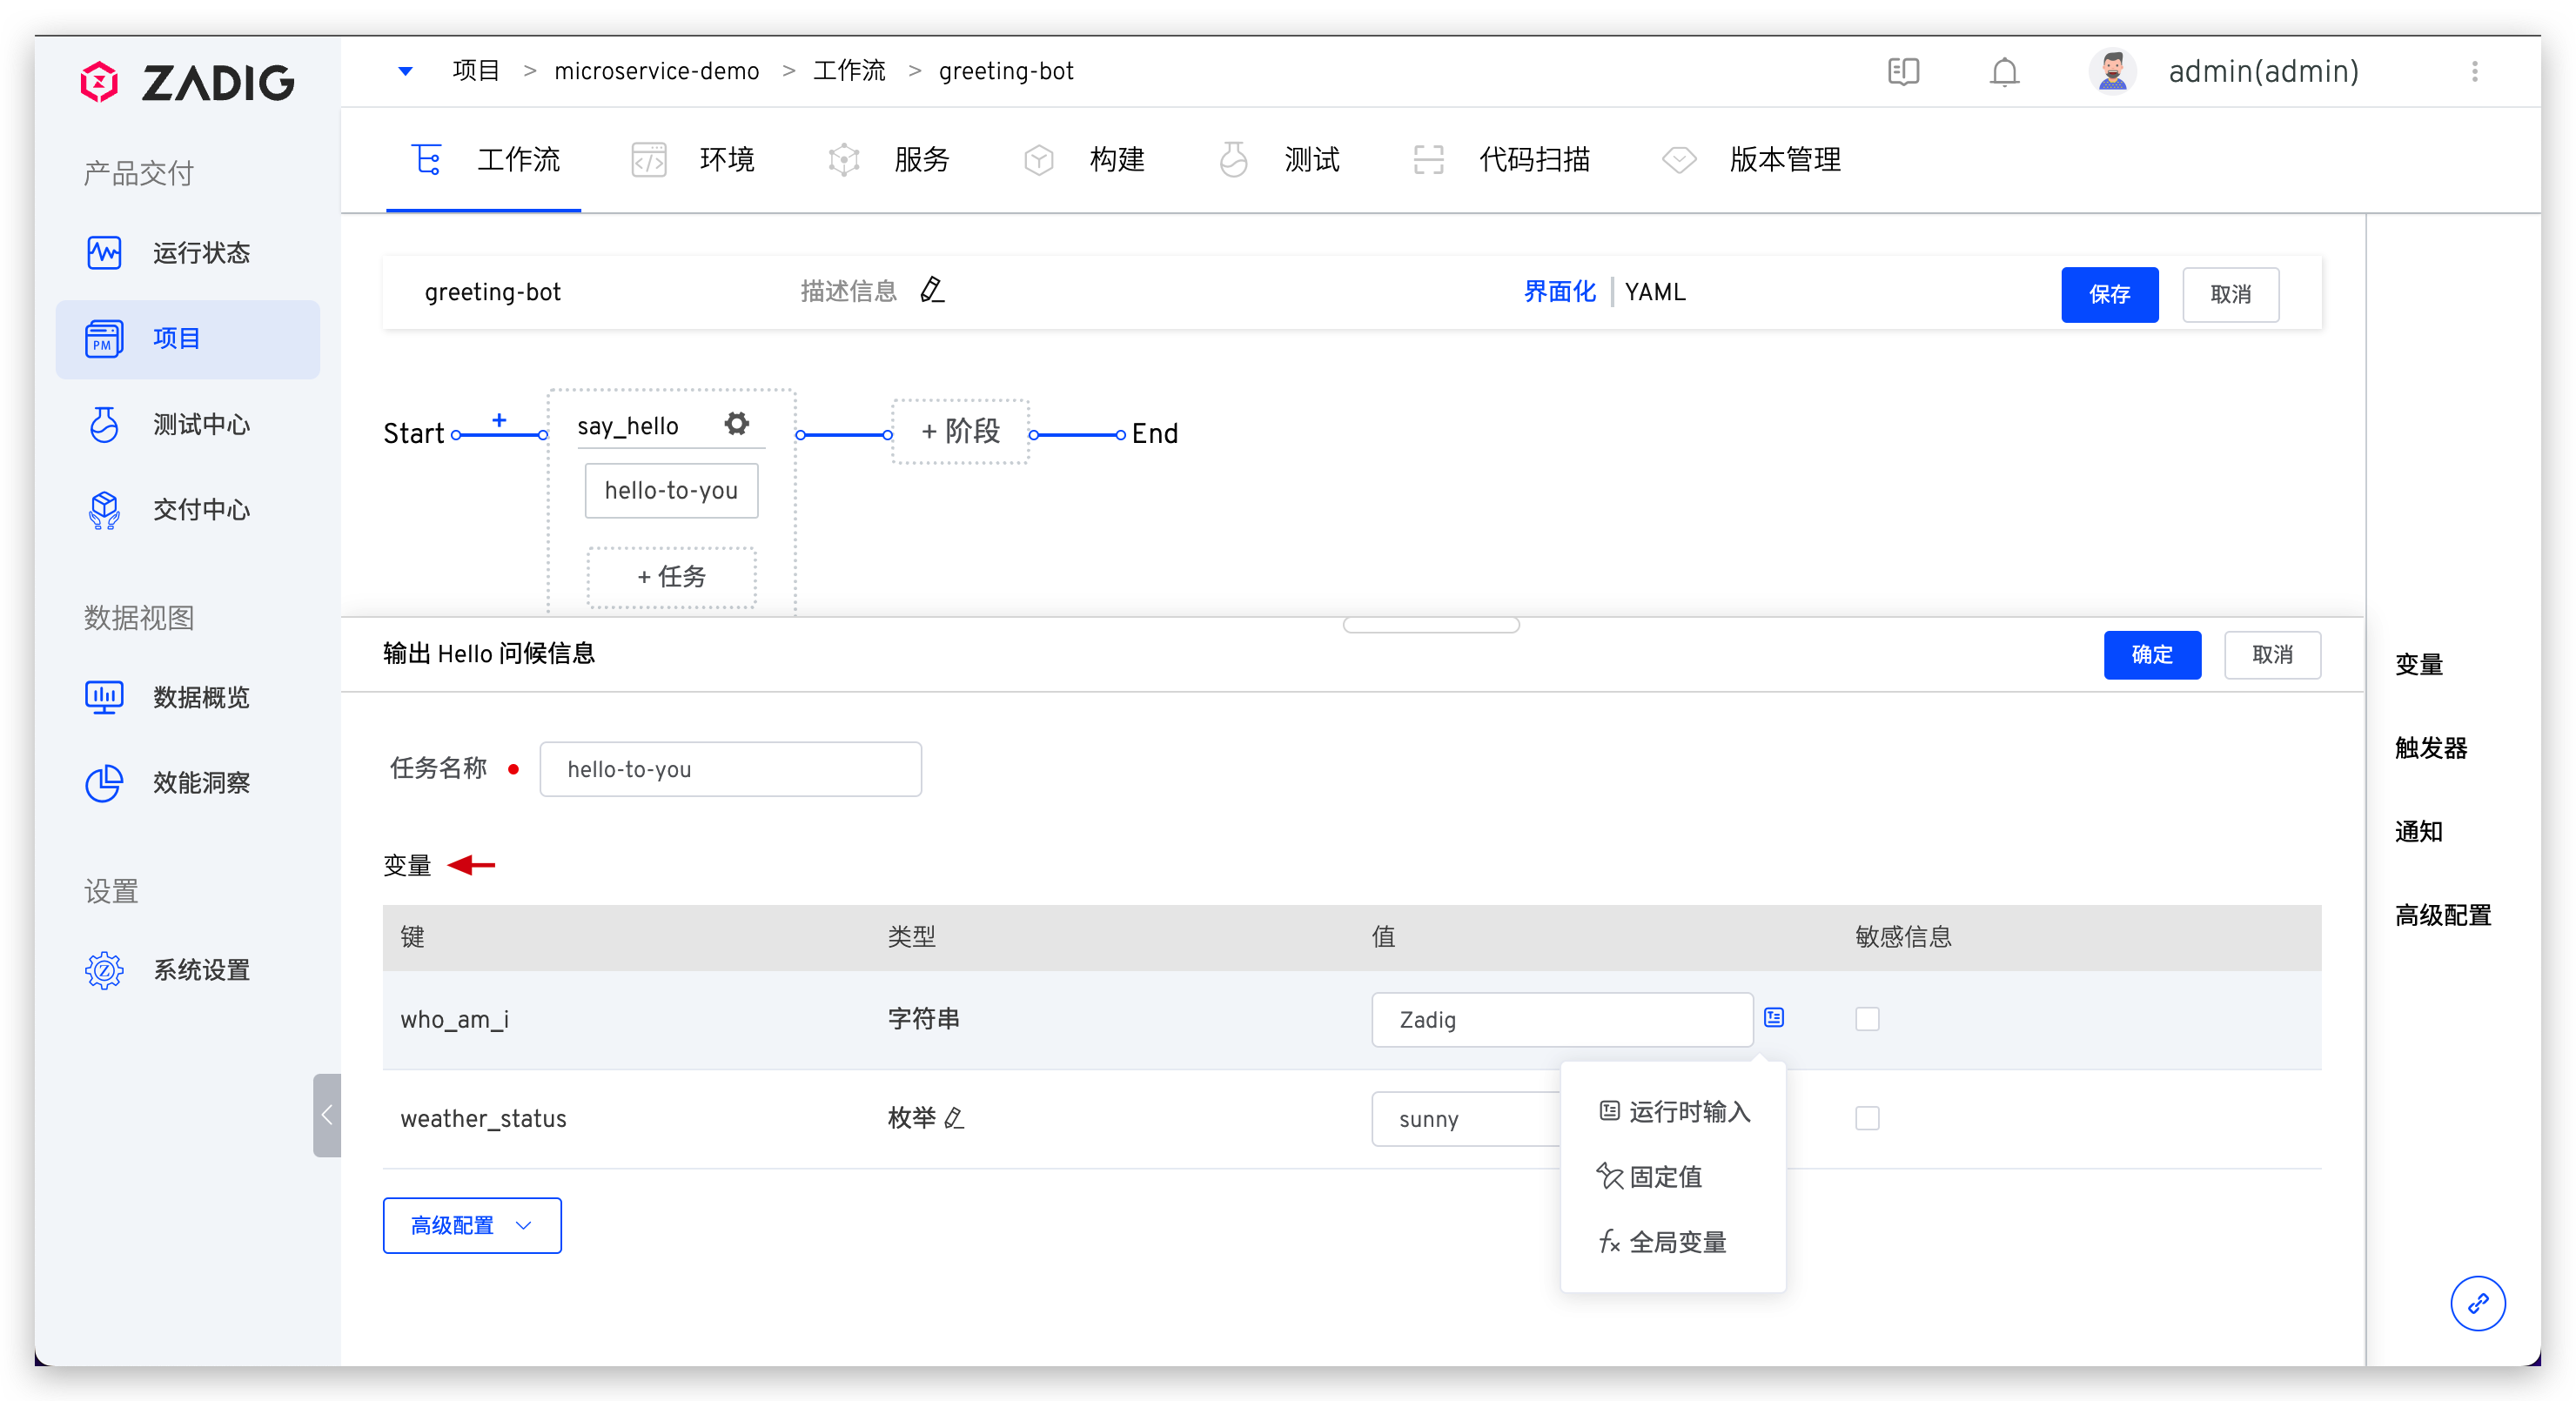 ZADIG
项目 > microservice-demo > 工作流 > greeting-bot
admin(admin)
产品交付
运行状态
PM
项目
测试中心
交付中心
数据视图
数据概览
效能洞察
设置
系统设置
工作流
环境
服务
构建
测试
代码扫描
版本管理
greeting-bot
描述信息
界面化 | YAML
保存
取消
Start
+
say_hello
hello-to-you
+ 任务
+ 阶段
End
输出 Hello 问候信息
确定
取消
任务名称
hello-to-you
变量
键 类型 值 敏感信息
who_am_i 字符串 Zadig
weather_status 枚举 sunny
运行时输入
固定值
全局变量
高级配置
变量
触发器
通知
高级配置